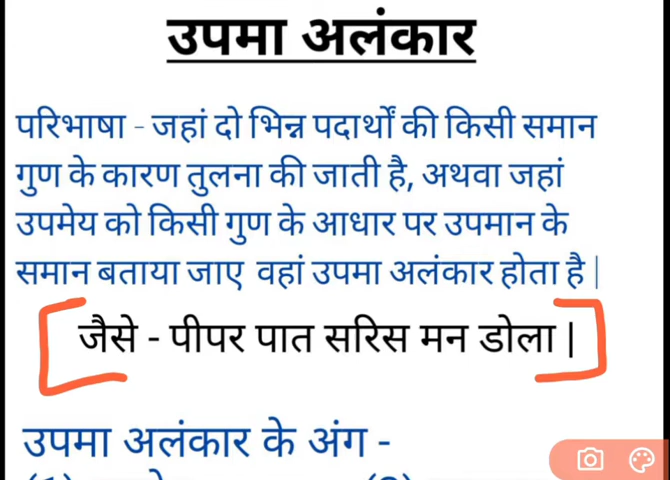 उपमा अलंकार
परिभाषा - जहां दो भिन्न पदार्थों की किसी समान
गुण के कारण तुलना की जाती है, अथवा जहां
उपमेय को किसी गुण के आधार पर उपमान के
समान बताया जाए वहां उपमा अलंकार होता है |
जैसे - पीपर पात सरिस मन डोला |
उपमा अलंकार के अंग -